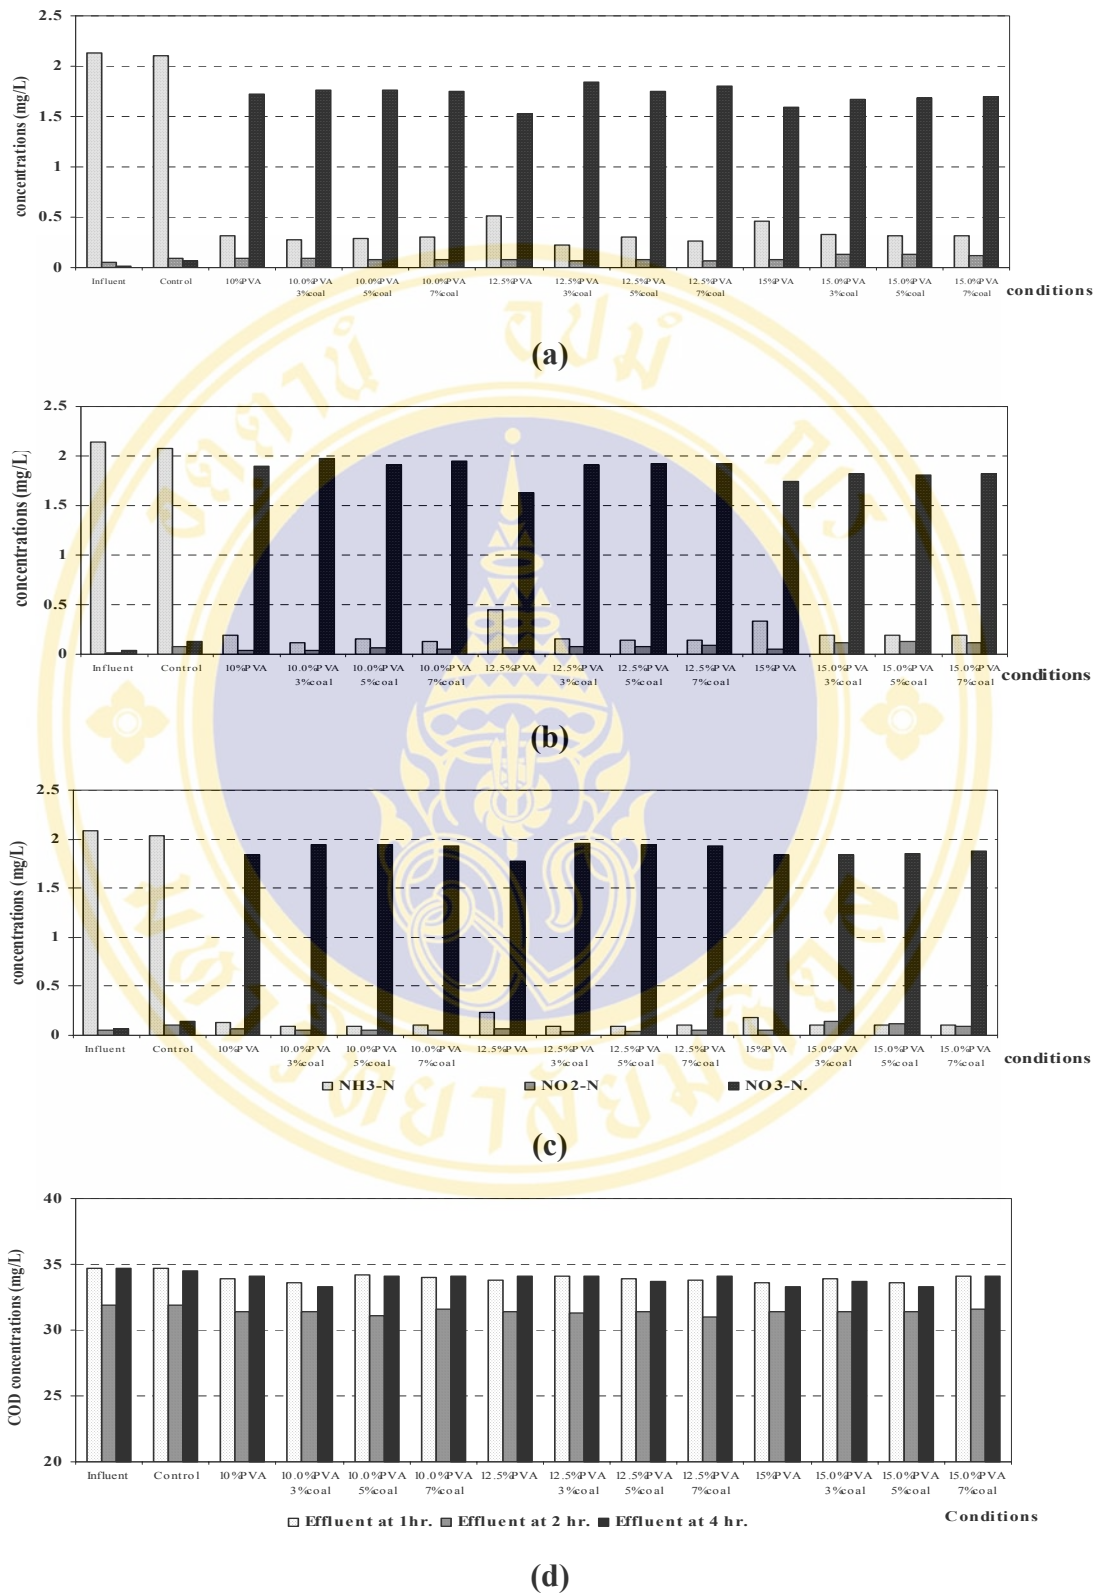 2.5
2
1.5
1
0.5
0
concentrations (mg/L)
Influent Control 10%PVA 10.0%PVA 10.0%PVA 10.0%PVA 12.5%PVA 12.5%PVA 12.5%PVA 12.5%PVA 15%PVA 15.0%PVA 15.0%PVA 15.0%PVA
3%coal 5%coal 7%coal 3%coal 5%coal 7%coal 3%coal 5%coal 7%coal
conditions
(a)
2.5
2
1.5
1
0.5
0
concentrations (mg/L)
Influent Control 10%PVA 10.0%PVA 10.0%PVA 10.0%PVA 12.5%PVA 12.5%PVA 12.5%PVA 12.5%PVA 15%PVA 15.0%PVA 15.0%PVA 15.0%PVA
3%coal 5%coal 7%coal 3%coal 5%coal 7%coal 3%coal 5%coal 7%coal
conditions
(b)
2.5
2
1.5
1
0.5
0
concentrations (mg/L)
Influent Control 10%PVA 10.0%PVA 10.0%PVA 10.0%PVA 12.5%PVA 12.5%PVA 12.5%PVA 12.5%PVA 15%PVA 15.0%PVA 15.0%PVA 15.0%PVA
3%coal 5%coal 7%coal 3%coal 5%coal 7%coal 3%coal 5%coal 7%coal
conditions
NH3-N NO2-N NO3-N.
(c)
40
35
30
25
20
COD concentrations (mg/L)
Influent Control 10%PVA 10.0%PVA 10.0%PVA 10.0%PVA 12.5%PVA 12.5%PVA 12.5%PVA 12.5%PVA 15%PVA 15.0%PVA 15.0%PVA 15.0%PVA
3%coal 5%coal 7%coal 3%coal 5%coal 7%coal 3%coal 5%coal 7%coal
Conditions
Effluent at 1hr. Effluent at 2 hr. Effluent at 4 hr.
(d)